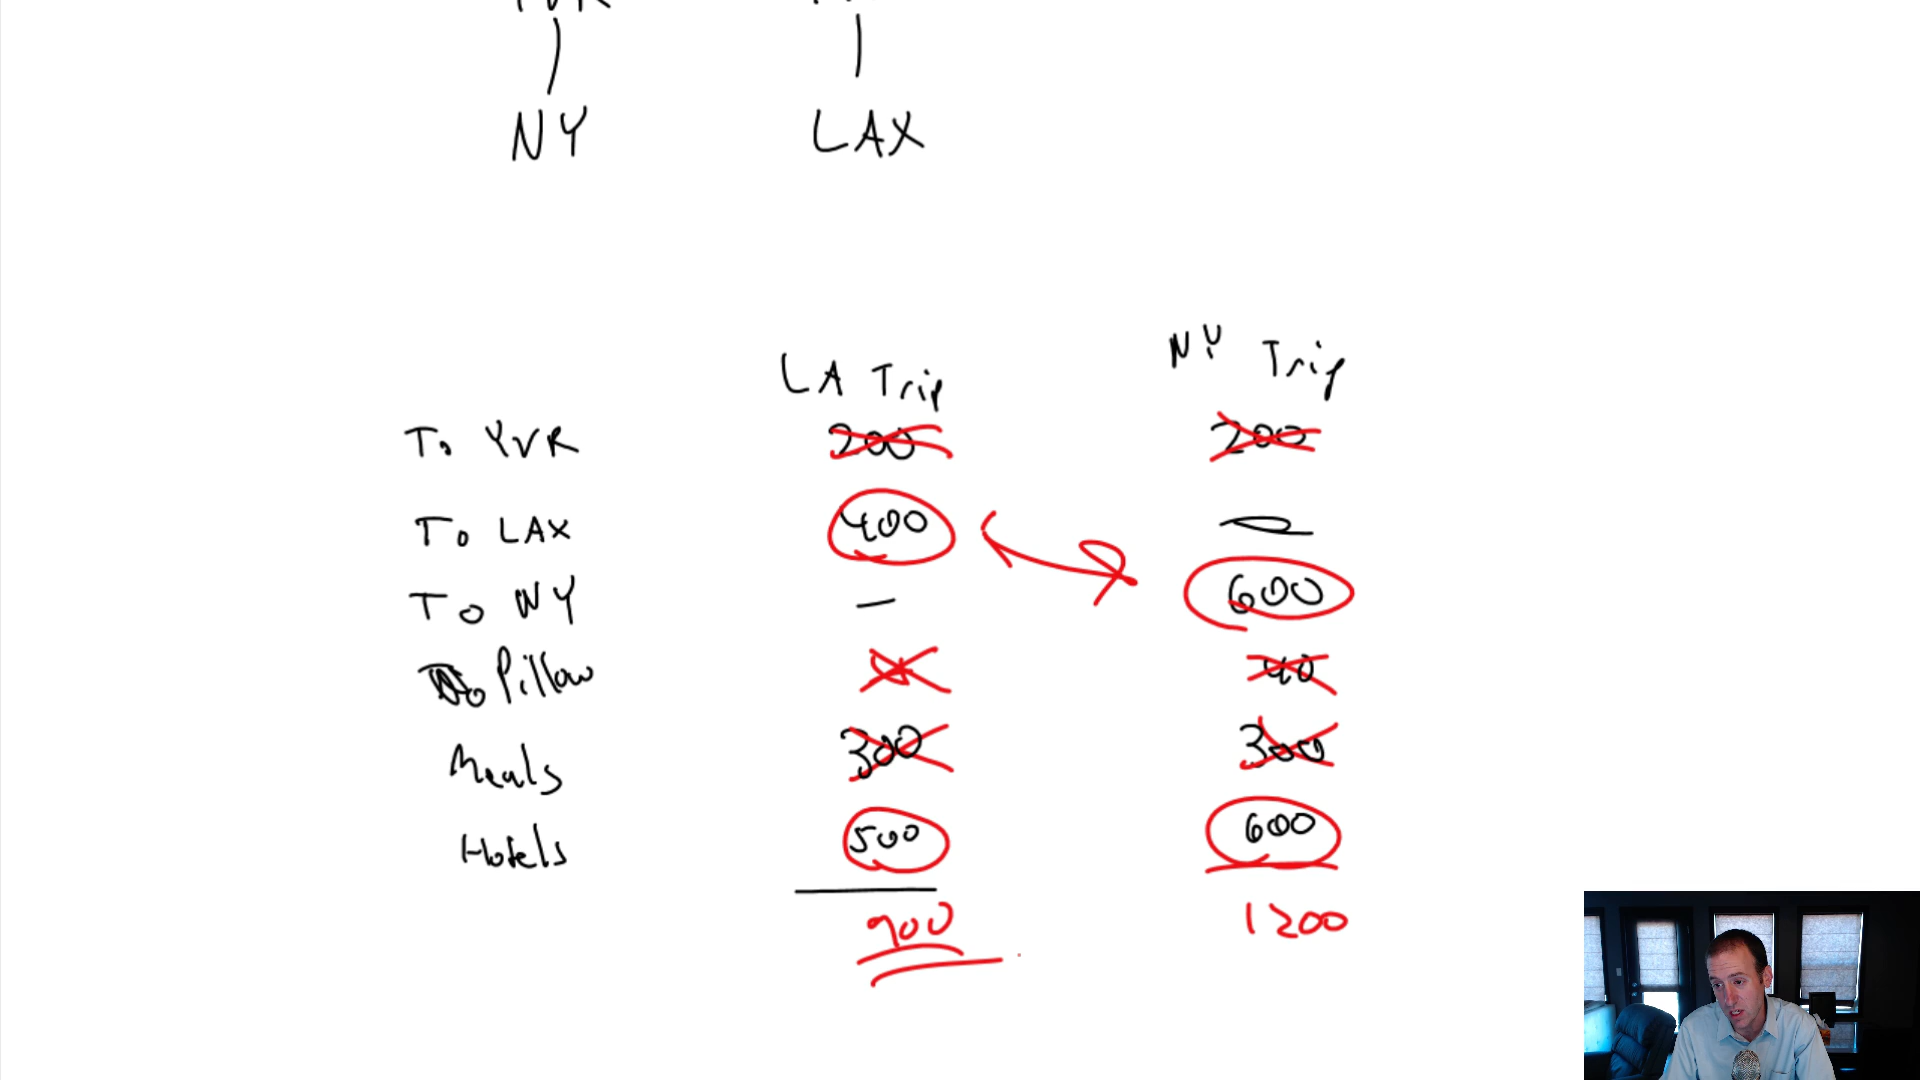 NY LAX
LA Trip NY Trip
To YVR 200 200
To LAX 400
To NY — 600
Pillow 40
Meals 300 300
Hotels 500 600
900 1200